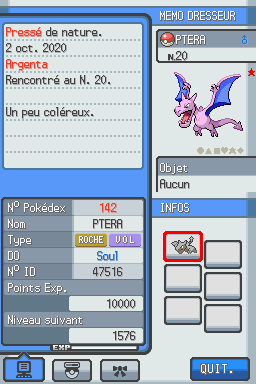 Pressé de nature.
2 oct. 2020
Argenta
Rencontré au N. 20.
Un peu coléreux.
MEMO DRESSEUR
PTERA ♂
N.20
Objet
Aucun
Nº Pokédex 142
Nom PTERA
Type ROCHE VOL
DO Soul
Nº ID 47516
Points Exp.
10000
Niveau suivant
1576
EXP
INFOS
QUIT.